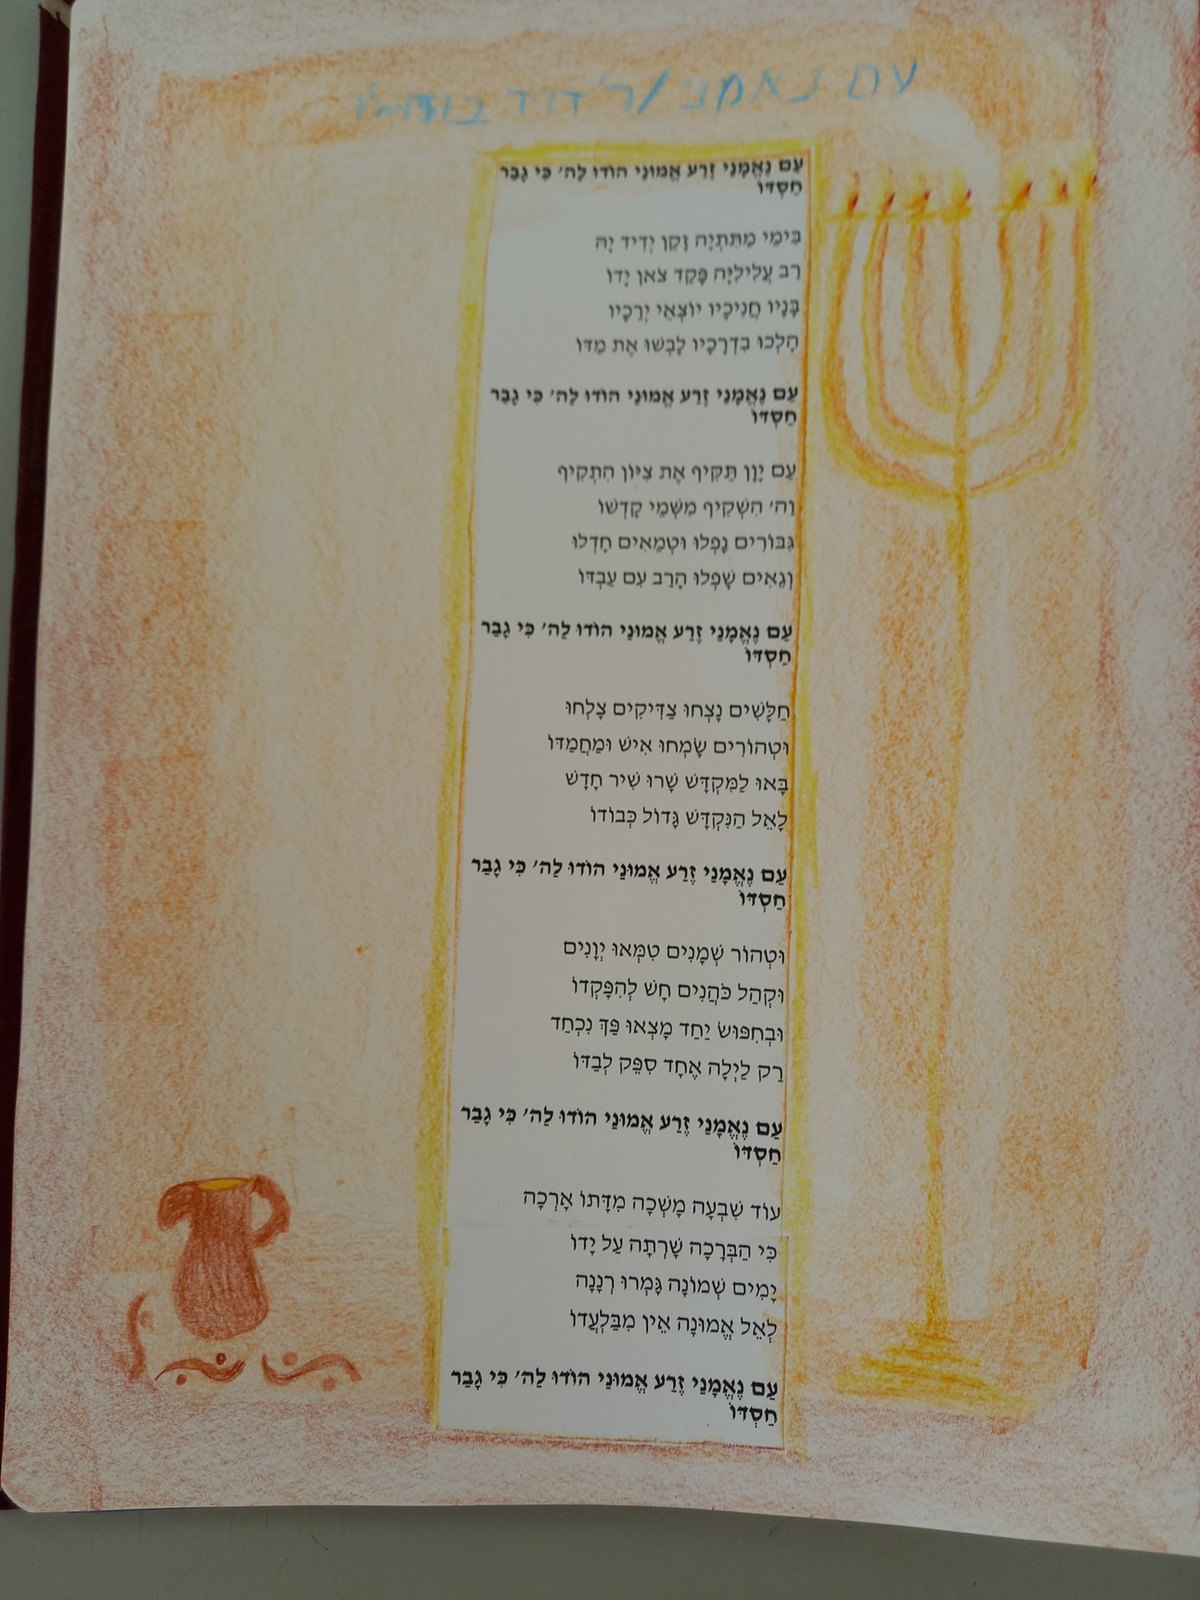 עם נאמני / ר' דוד בוזגלו
עַם נֶאֱמָנַי זֶרַע אֱמוּנַי הוֹדוּ לַה' כִּי גָבַר
חַסְדּוֹ
בִּימֵי מַתִּתְיָה זָקֵן יְדִיד יָהּ
רַב עֲלִילִיָּה פָּקַד צֹאן יָדוֹ
בָּנָיו חֲנִיכָיו יוֹצְאֵי יְרֵכָיו
הָלְכוּ בִדְרָכָיו לָבְשׁוּ אֶת מַדּוֹ
עַם נֶאֱמָנַי זֶרַע אֱמוּנַי הוֹדוּ לַה' כִּי גָבַר
חַסְדּוֹ
עַם יָוָן תַּקִּיף אֶת צִיּוֹן הִתְקִיף
וַה' הִשְׁקִיף מִשְּׁמֵי קָדְשׁוֹ
גִּבּוֹרִים נָפְלוּ וּטְמֵאִים חָדְלוּ
וְגֵאִים שָׁפְלוּ הָרַב עִם עַבְדּוֹ
עַם נֶאֱמָנַי זֶרַע אֱמוּנַי הוֹדוּ לַה' כִּי גָבַר
חַסְדּוֹ
חַלָּשִׁים נָצְחוּ צַדִּיקִים צָלְחוּ
וּטְהוֹרִים שָׂמְחוּ אִישׁ וּמַחֲמַדּוֹ
בָּאוּ לַמִּקְדָּשׁ שָׁרוּ שִׁיר חָדָשׁ
לָאֵל הַנִּקְדָּשׁ גָּדוֹל כְּבוֹדוֹ
עַם נֶאֱמָנַי זֶרַע אֱמוּנַי הוֹדוּ לַה' כִּי גָבַר
חַסְדּוֹ
וּטְהוֹר שְׁמָנִים טִמְּאוּ יְוָנִים
וּקְהַל כֹּהֲנִים חָשׁ לְהִפָּקְדוֹ
וּבְחִפּוּשׂ יַחַד מָצְאוּ פַּךְ נִכְחַד
רַק לַיְלָה אֶחָד סִפֵּק לְבַדּוֹ
עַם נֶאֱמָנַי זֶרַע אֱמוּנַי הוֹדוּ לַה' כִּי גָבַר
חַסְדּוֹ
עוֹד שִׁבְעָה מָשְׁכָה מִדָּתוֹ אָרְכָה
כִּי הַבְּרָכָה שָׁרְתָה עַל יָדוֹ
יָמִים שְׁמוֹנָה גָּמְרוּ רְנָנָה
לְאֵל אֱמוּנָה אֵין מִבַּלְעֲדוֹ
עַם נֶאֱמָנַי זֶרַע אֱמוּנַי הוֹדוּ לַה' כִּי גָבַר
חַסְדּוֹ